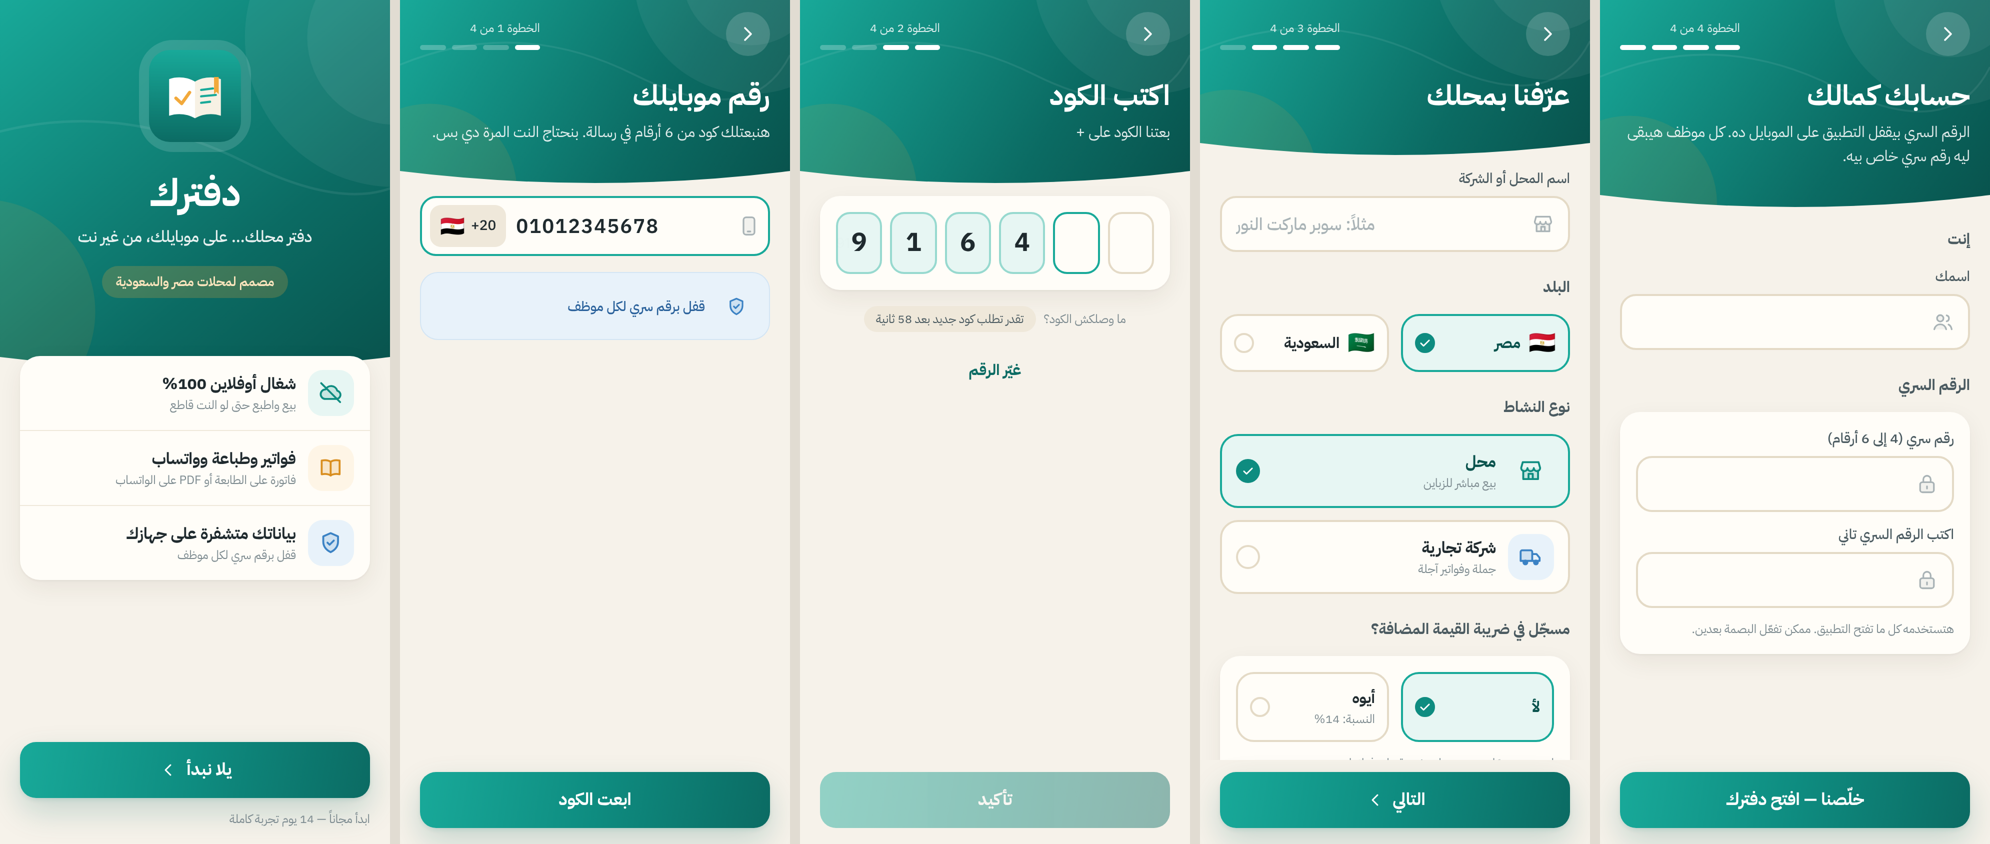 دفترك
دفتر محلك... على موبايلك، من غير نت
مصمم لمحلات مصر والسعودية
شغال أوفلاين 100%
بيع واطبع حتى لو النت قاطع
فواتير وطباعة وواتساب
فاتورة على الطابعة أو PDF على الواتساب
بياناتك متشفرة على جهازك
قفل برقم سري لكل موظف
يلا نبدأ
ابدأ مجاناً — 14 يوم تجربة كاملة
الخطوة 1 من 4
رقم موبايلك
هنبعتلك كود من 6 أرقام في رسالة. بنحتاج النت المرة دي بس.
+20 01012345678
قفل برقم سري لكل موظف
ابعت الكود
الخطوة 2 من 4
اكتب الكود
بعتنا الكود على +
9 1 6 4
ما وصلكش الكود؟ تقدر تطلب كود جديد بعد 58 ثانية
غيّر الرقم
تأكيد
الخطوة 3 من 4
عرّفنا بمحلك
اسم المحل أو الشركة
مثلاً: سوبر ماركت النور
البلد
مصر
السعودية
نوع النشاط
محل
بيع مباشر للزباين
شركة تجارية
جملة وفواتير آجلة
مسجّل في ضريبة القيمة المضافة؟
لأ
أيوه
النسبة: 14%
التالي
الخطوة 4 من 4
حسابك كمالك
الرقم السري بيقفل التطبيق على الموبايل ده. كل موظف هيبقى
ليه رقم سري خاص بيه.
إنت
اسمك
الرقم السري
رقم سري (4 إلى 6 أرقام)
اكتب الرقم السري تاني
هتستخدمه كل ما تفتح التطبيق. ممكن تفعّل البصمة بعدين.
خلّصنا — افتح دفترك